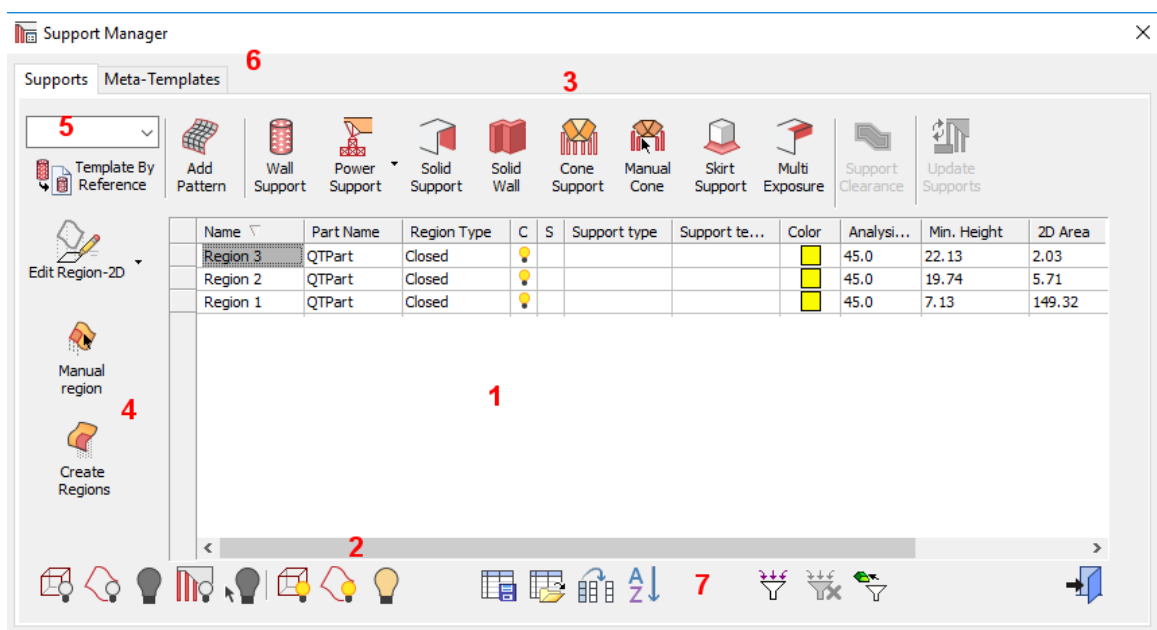 Support Manager
6
Supports Meta-Templates
3
5
Template By
Reference
Add
Pattern
Wall
Support
Power
Support
Solid
Support
Solid
Wall
Cone
Support
Manual
Cone
Skirt
Support
Multi
Exposure
Support
Clearance
Update
Supports
Edit Region-2D
Name Part Name Region Type C S Support type Support te... Color Analysi... Min. Height 2D Area
Region 3 QTPart Closed 45.0 22.13 2.03
Region 2 QTPart Closed 45.0 19.74 5.71
Region 1 QTPart Closed 45.0 7.13 149.32
Manual
region
1
4
Create
Regions
2
A
Z
7